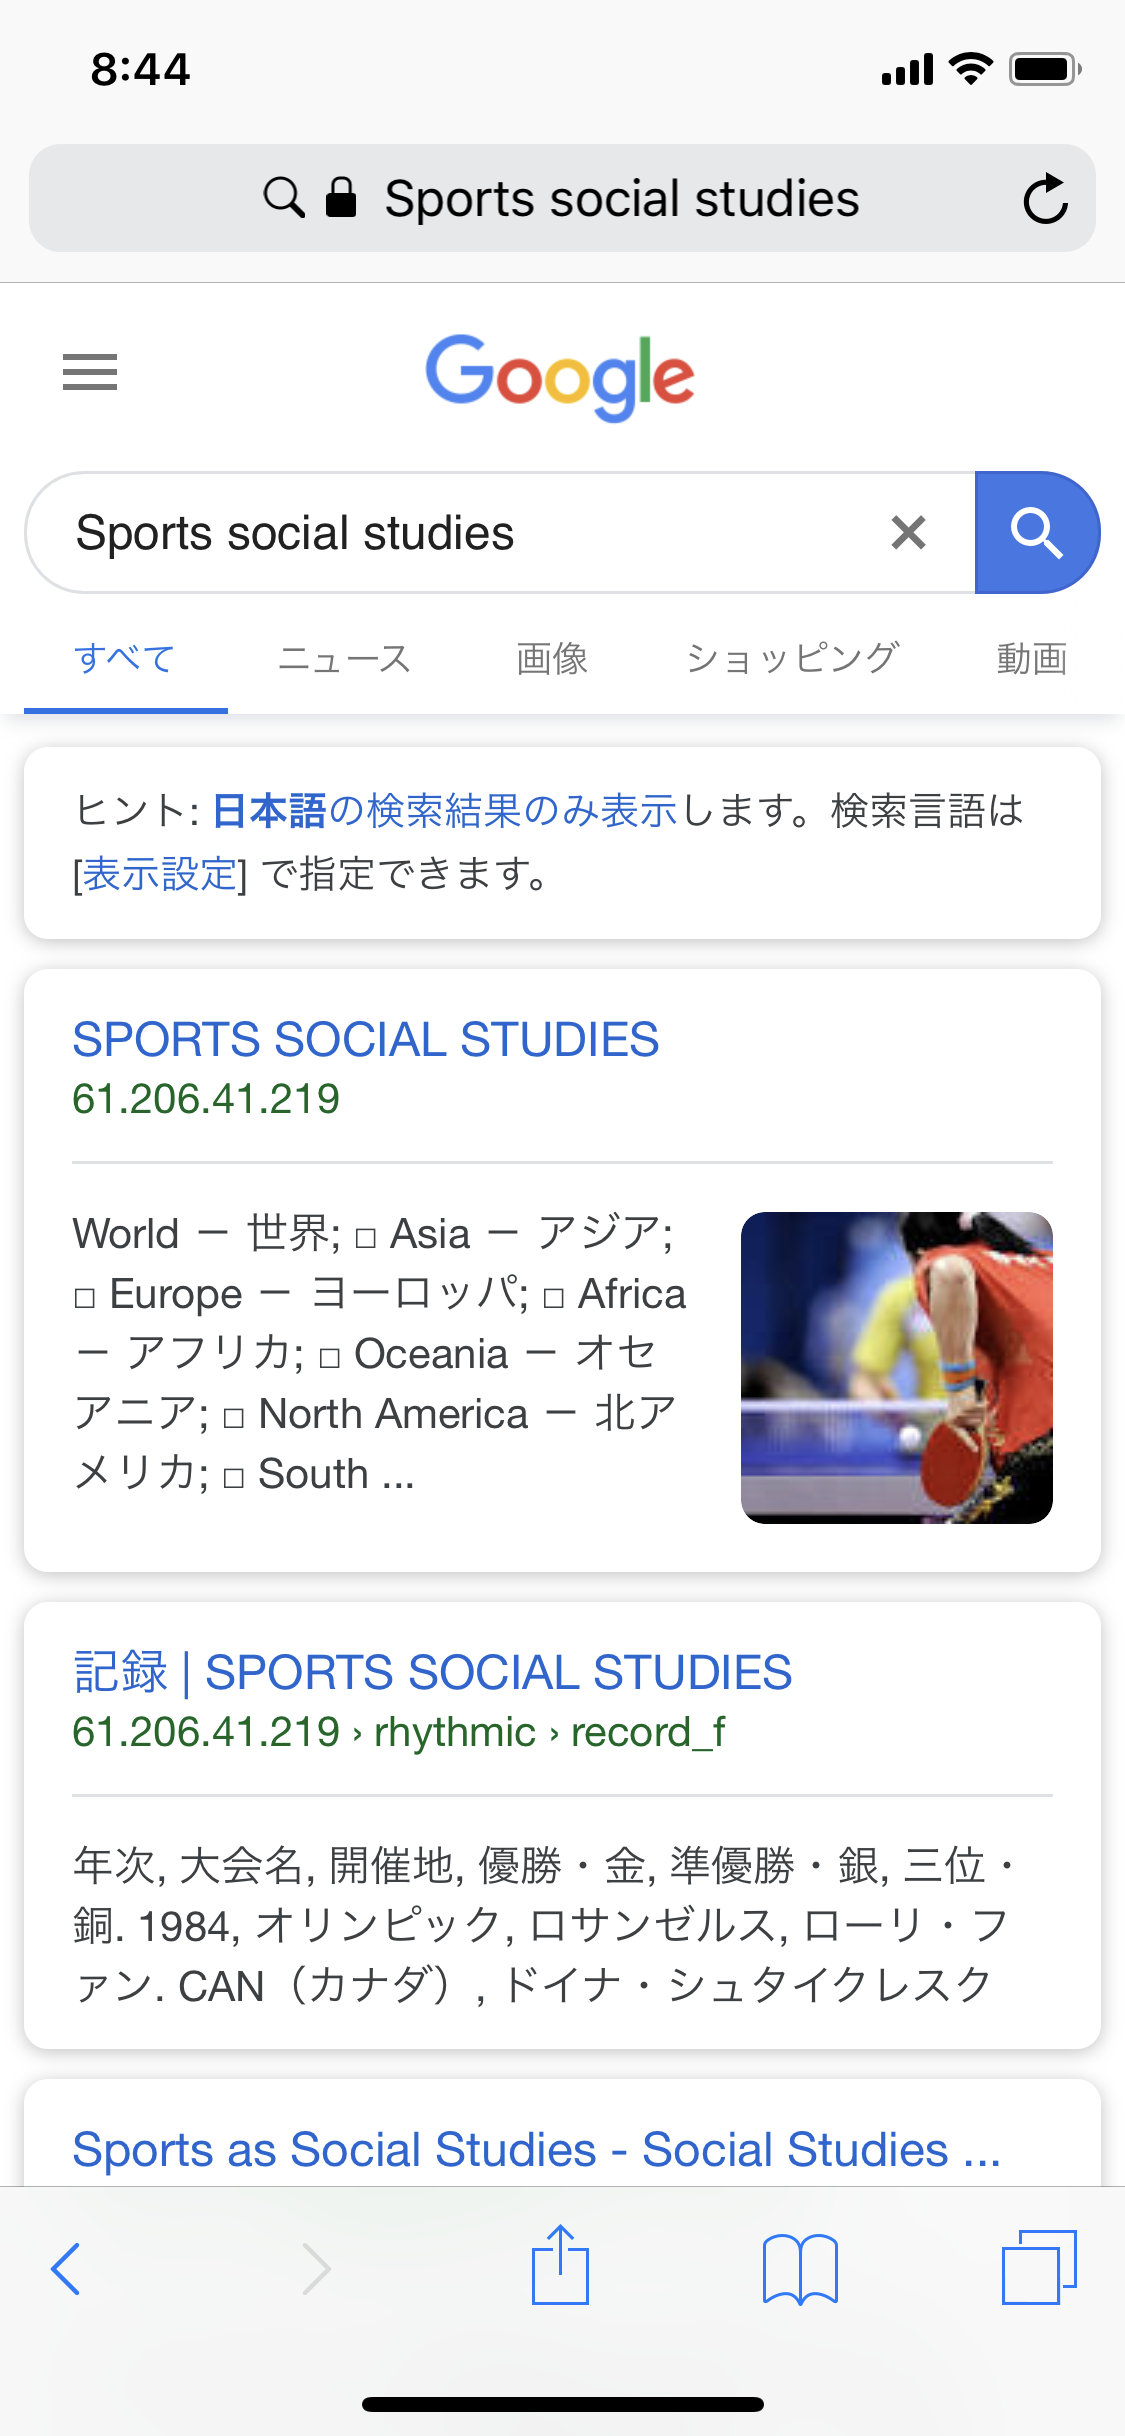 8:44
Sports social studies
Google
Sports social studies
すべて ニュース 画像 ショッピング 動画
ヒント: 日本語の検索結果のみ表示します。検索言語は
[表示設定] で指定できます。
SPORTS SOCIAL STUDIES
61.206.41.219
World － 世界; □ Asia － アジア;
□ Europe － ヨーロッパ; □ Africa
－ アフリカ; □ Oceania － オセ
アニア; □ North America － 北ア
メリカ; □ South ...
記録 | SPORTS SOCIAL STUDIES
61.206.41.219 › rhythmic › record_f
年次, 大会名, 開催地, 優勝・金, 準優勝・銀, 三位・
銅. 1984, オリンピック, ロサンゼルス, ローリ・フ
ァン. CAN（カナダ）, ドイナ・シュタイクレスク
Sports as Social Studies - Social Studies ...